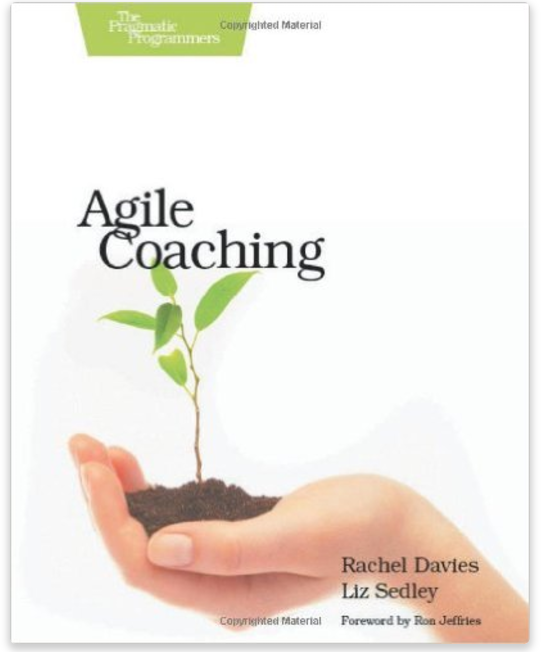 The
Pragmatic
Programmers
Copyrighted Material
Agile
Coaching
Rachel Davies
Liz Sedley
Foreword by Ron Jeffries
Copyrighted Material